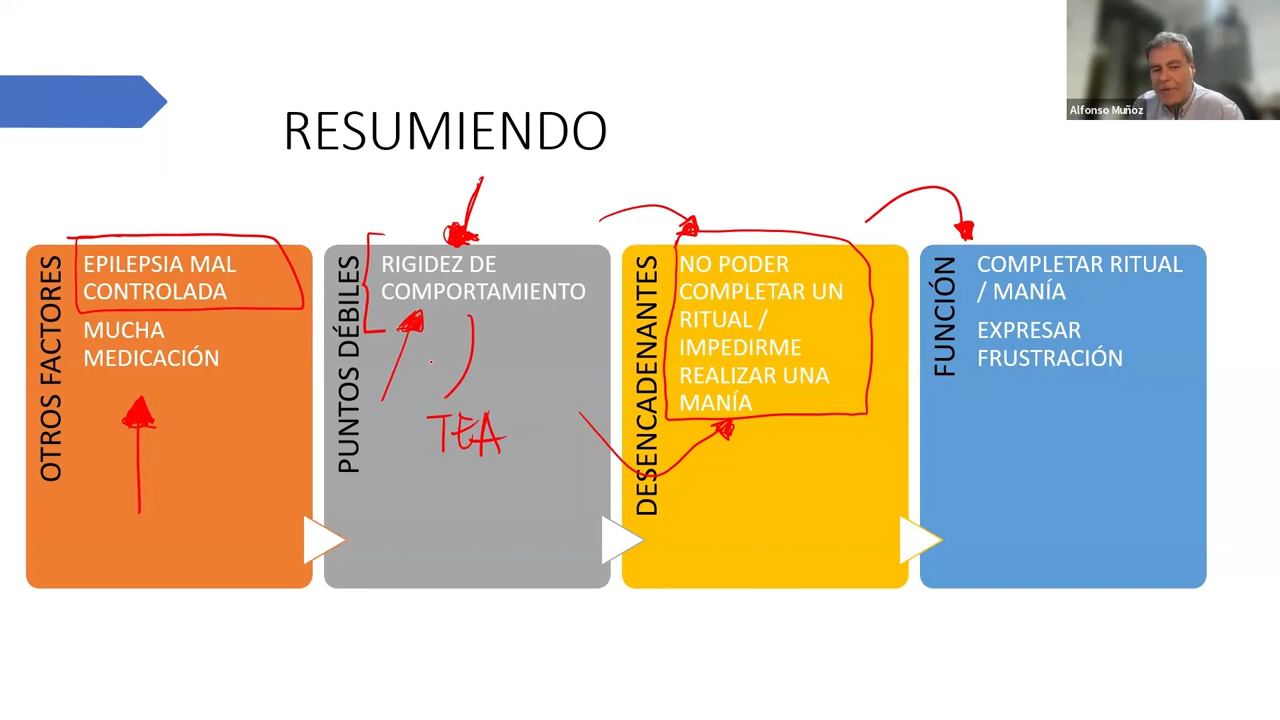 Alfonso Muñoz
RESUMIENDO
OTROS FACTORES
EPILEPSIA MAL
CONTROLADA
MUCHA
MEDICACIÓN
PUNTOS DÉBILES
RIGIDEZ DE
COMPORTAMIENTO
TEA
DESENCADENANTES
NO PODER
COMPLETAR UN
RITUAL /
IMPEDIRME
REALIZAR UNA
MANÍA
FUNCIÓN
COMPLETAR RITUAL
/ MANÍA
EXPRESAR
FRUSTRACIÓN